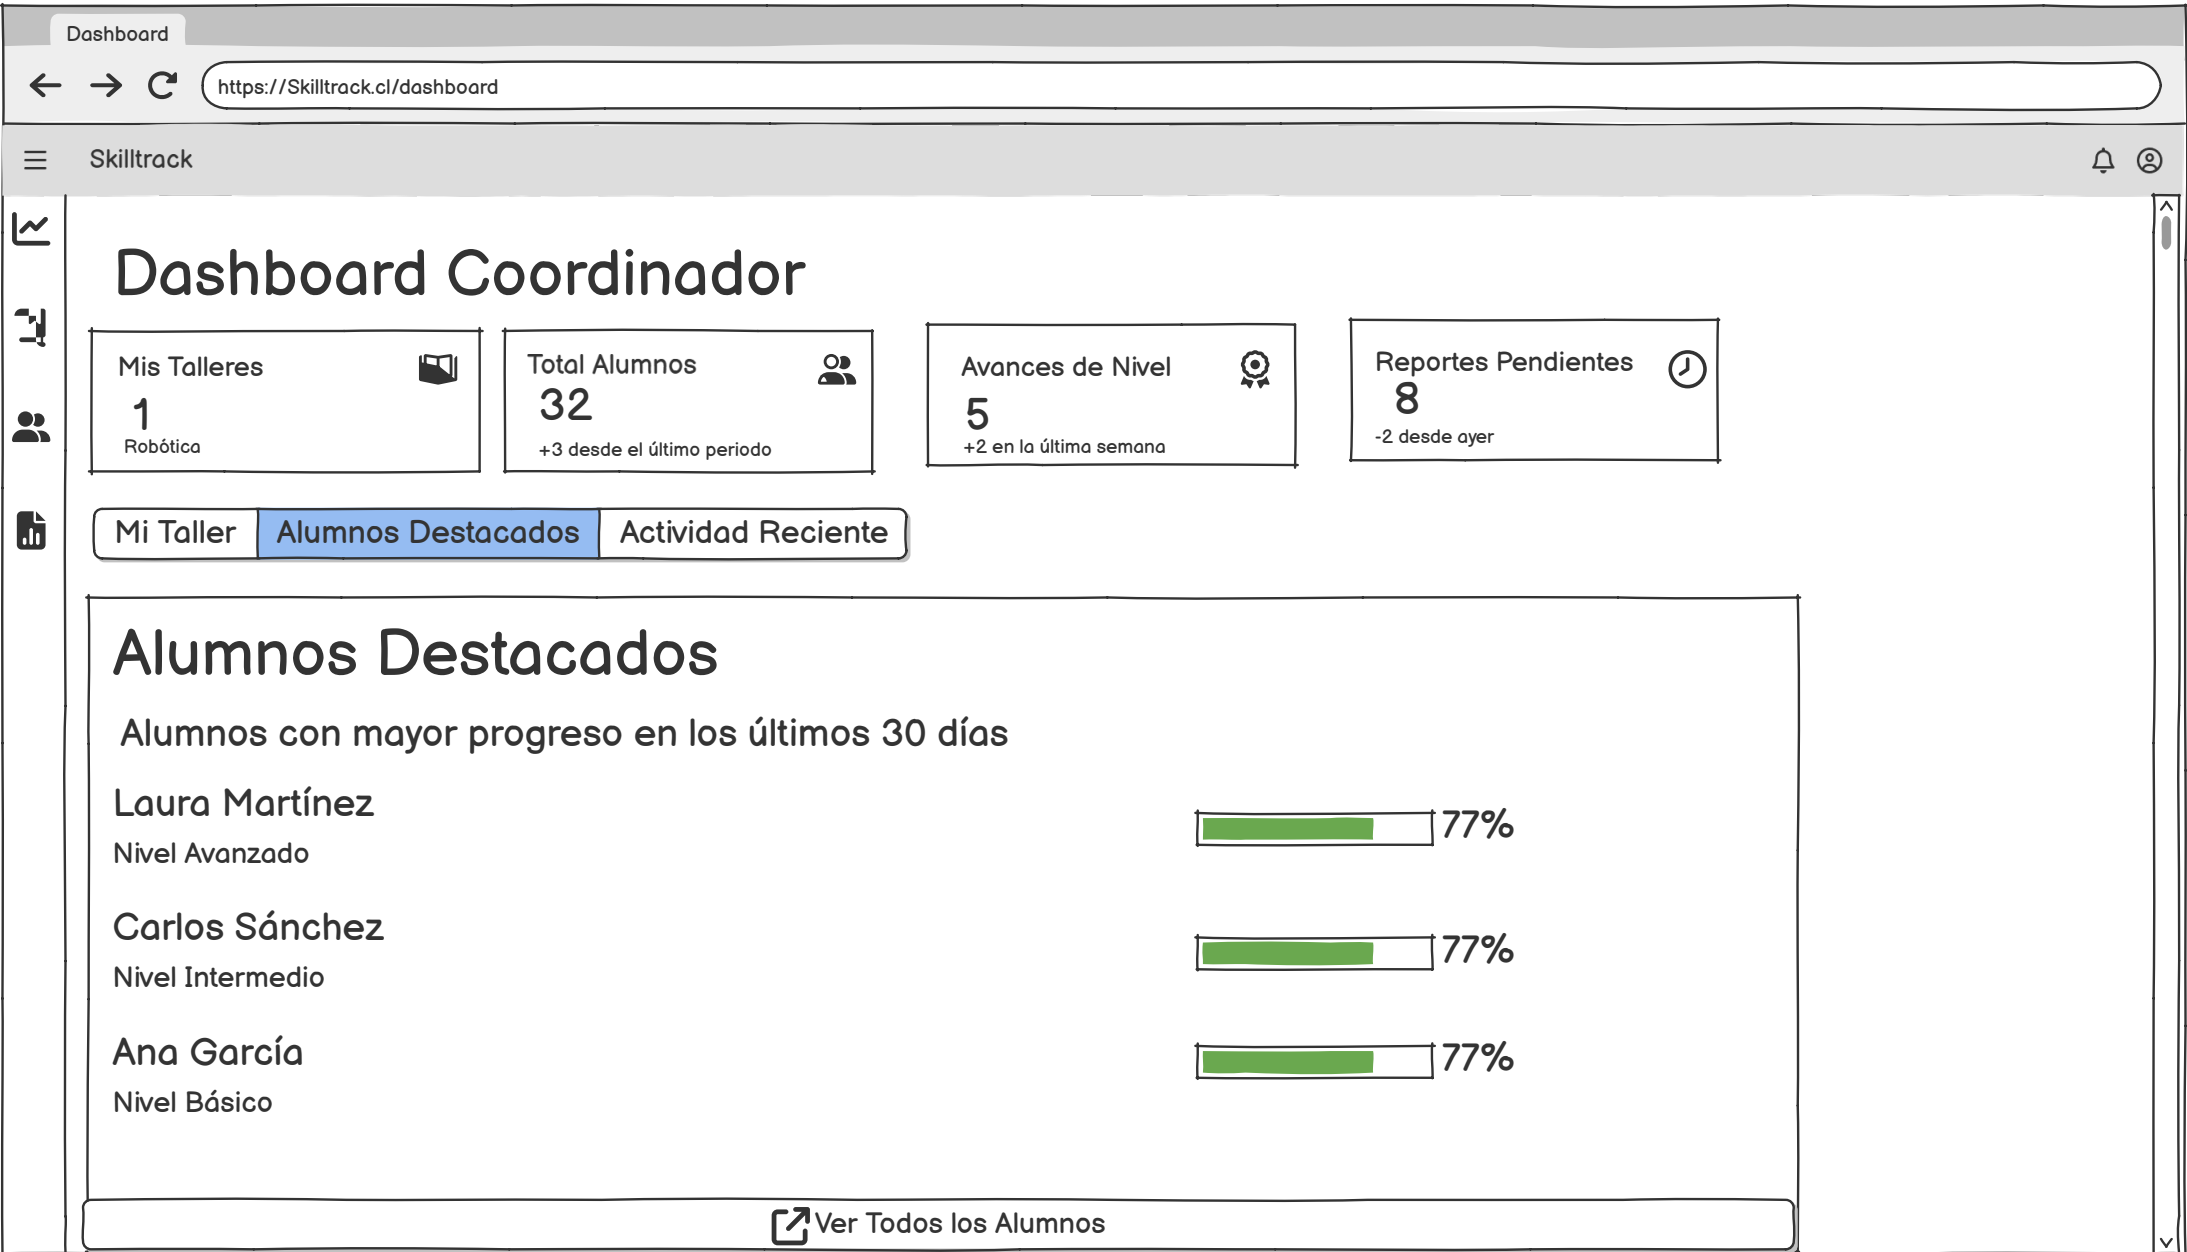 Dashboard
https://Skilltrack.cl/dashboard
Skilltrack
Dashboard Coordinador
Mis Talleres
1
Robótica
Total Alumnos
32
+3 desde el último periodo
Avances de Nivel
5
+2 en la última semana
Reportes Pendientes
8
-2 desde ayer
Mi Taller Alumnos Destacados Actividad Reciente
Alumnos Destacados
Alumnos con mayor progreso en los últimos 30 días
Laura Martínez
77%
Nivel Avanzado
Carlos Sánchez
77%
Nivel Intermedio
Ana García
77%
Nivel Básico
Ver Todos los Alumnos